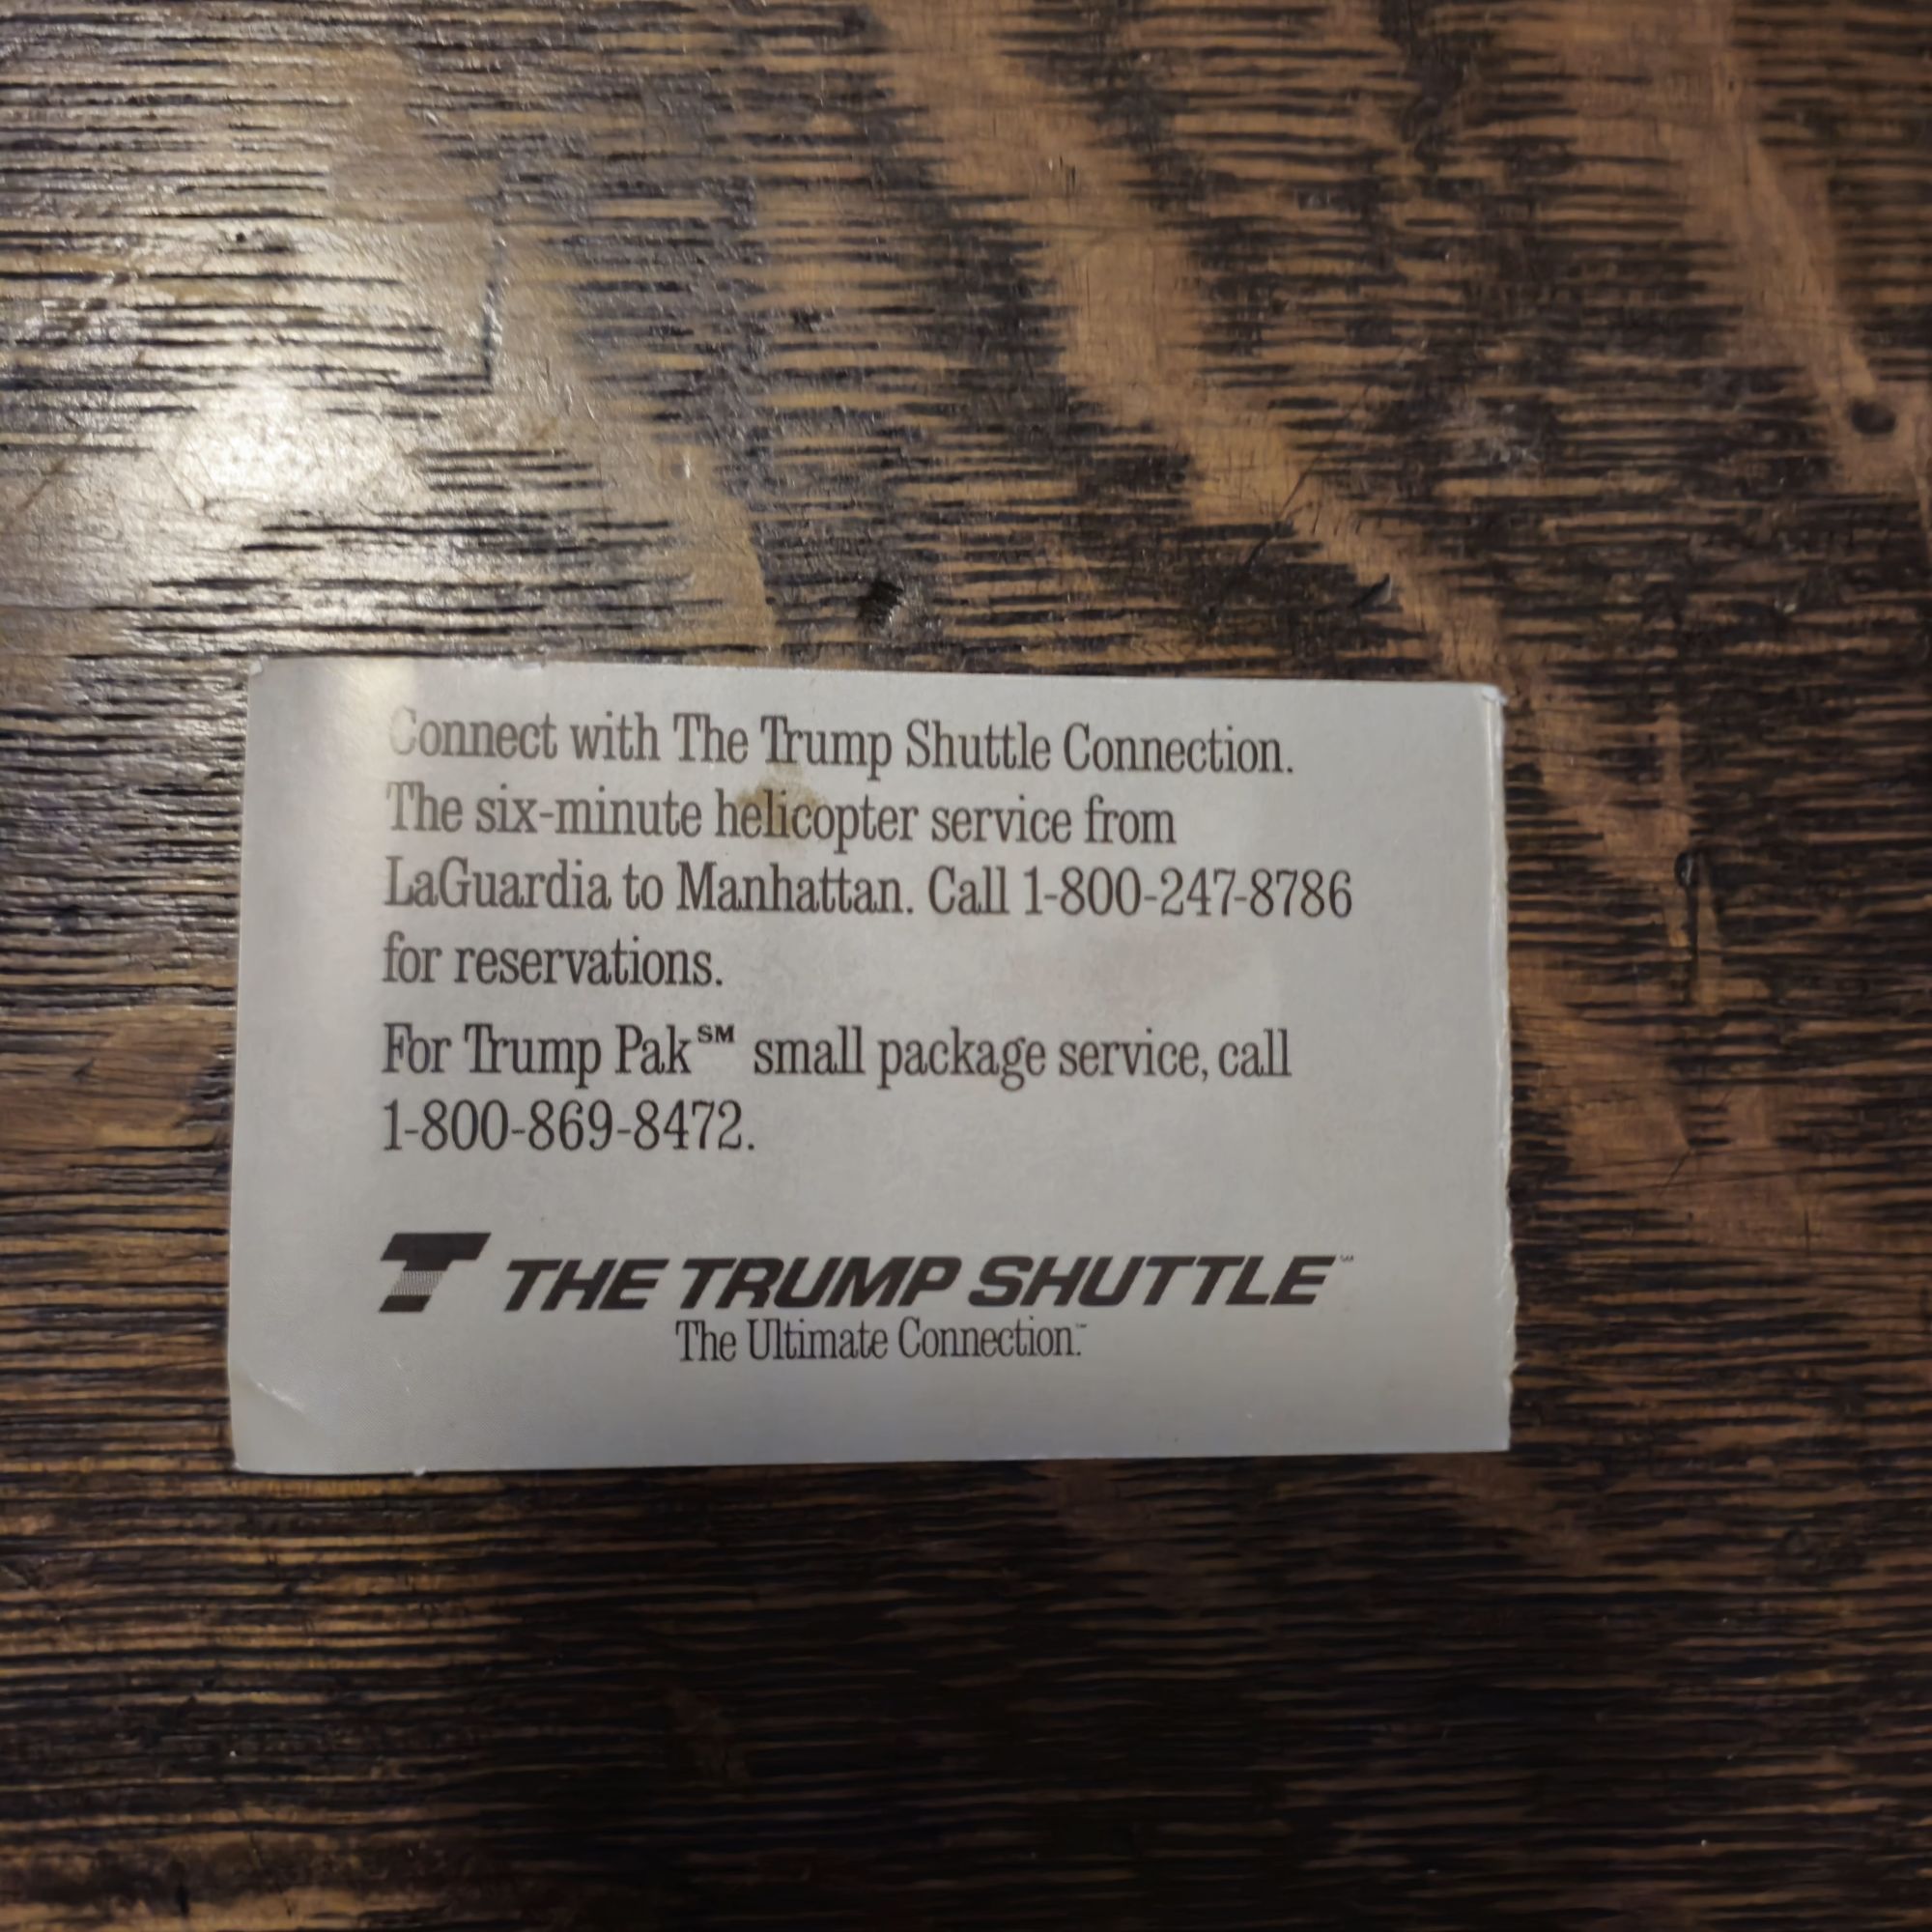 Connect with The Trump Shuttle Connection.
The six-minute helicopter service from
LaGuardia to Manhattan. Call 1-800-247-8786
for reservations.
For Trump Pak℠ small package service, call
1-800-869-8472.
T THE TRUMP SHUTTLE℠
The Ultimate Connection.℠